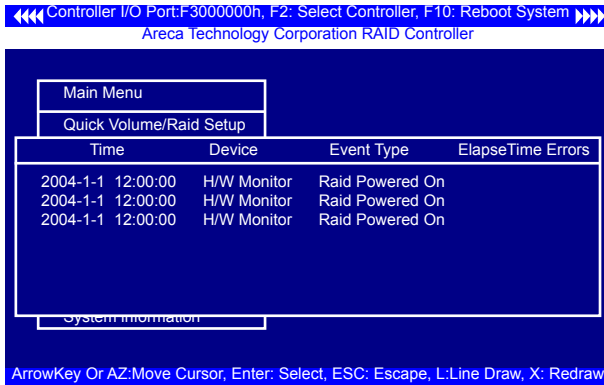 Controller I/O Port:F3000000h, F2: Select Controller, F10: Reboot System
Areca Technology Corporation RAID Controller
Main Menu
Quick Volume/Raid Setup
Time Device Event Type ElapseTime Errors
2004-1-1 12:00:00 H/W Monitor Raid Powered On
2004-1-1 12:00:00 H/W Monitor Raid Powered On
2004-1-1 12:00:00 H/W Monitor Raid Powered On
System Information
ArrowKey Or AZ:Move Cursor, Enter: Select, ESC: Escape, L:Line Draw, X: Redraw